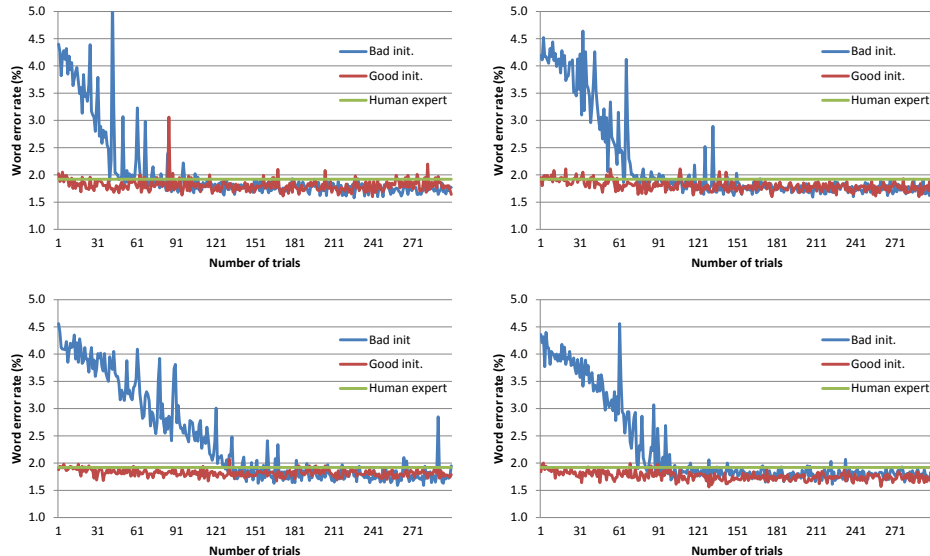 5.0
4.5
4.0
3.5
3.0
2.5
2.0
1.5
1.0
Word error rate (%)
Bad init.
Good init.
Human expert
1 31 61 91 121 151 181 211 241 271
Number of trials
5.0
4.5
4.0
3.5
3.0
2.5
2.0
1.5
1.0
Word error rate (%)
Bad init.
Good init.
Human expert
1 31 61 91 121 151 181 211 241 271
Number of trials
5.0
4.5
4.0
3.5
3.0
2.5
2.0
1.5
1.0
Word error rate (%)
Bad init
Good init.
Human expert
1 31 61 91 121 151 181 211 241 271
Number of trials
5.0
4.5
4.0
3.5
3.0
2.5
2.0
1.5
1.0
Word error rate (%)
Bad init.
Good init.
Human expert
1 31 61 91 121 151 181 211 241 271
Number of trials